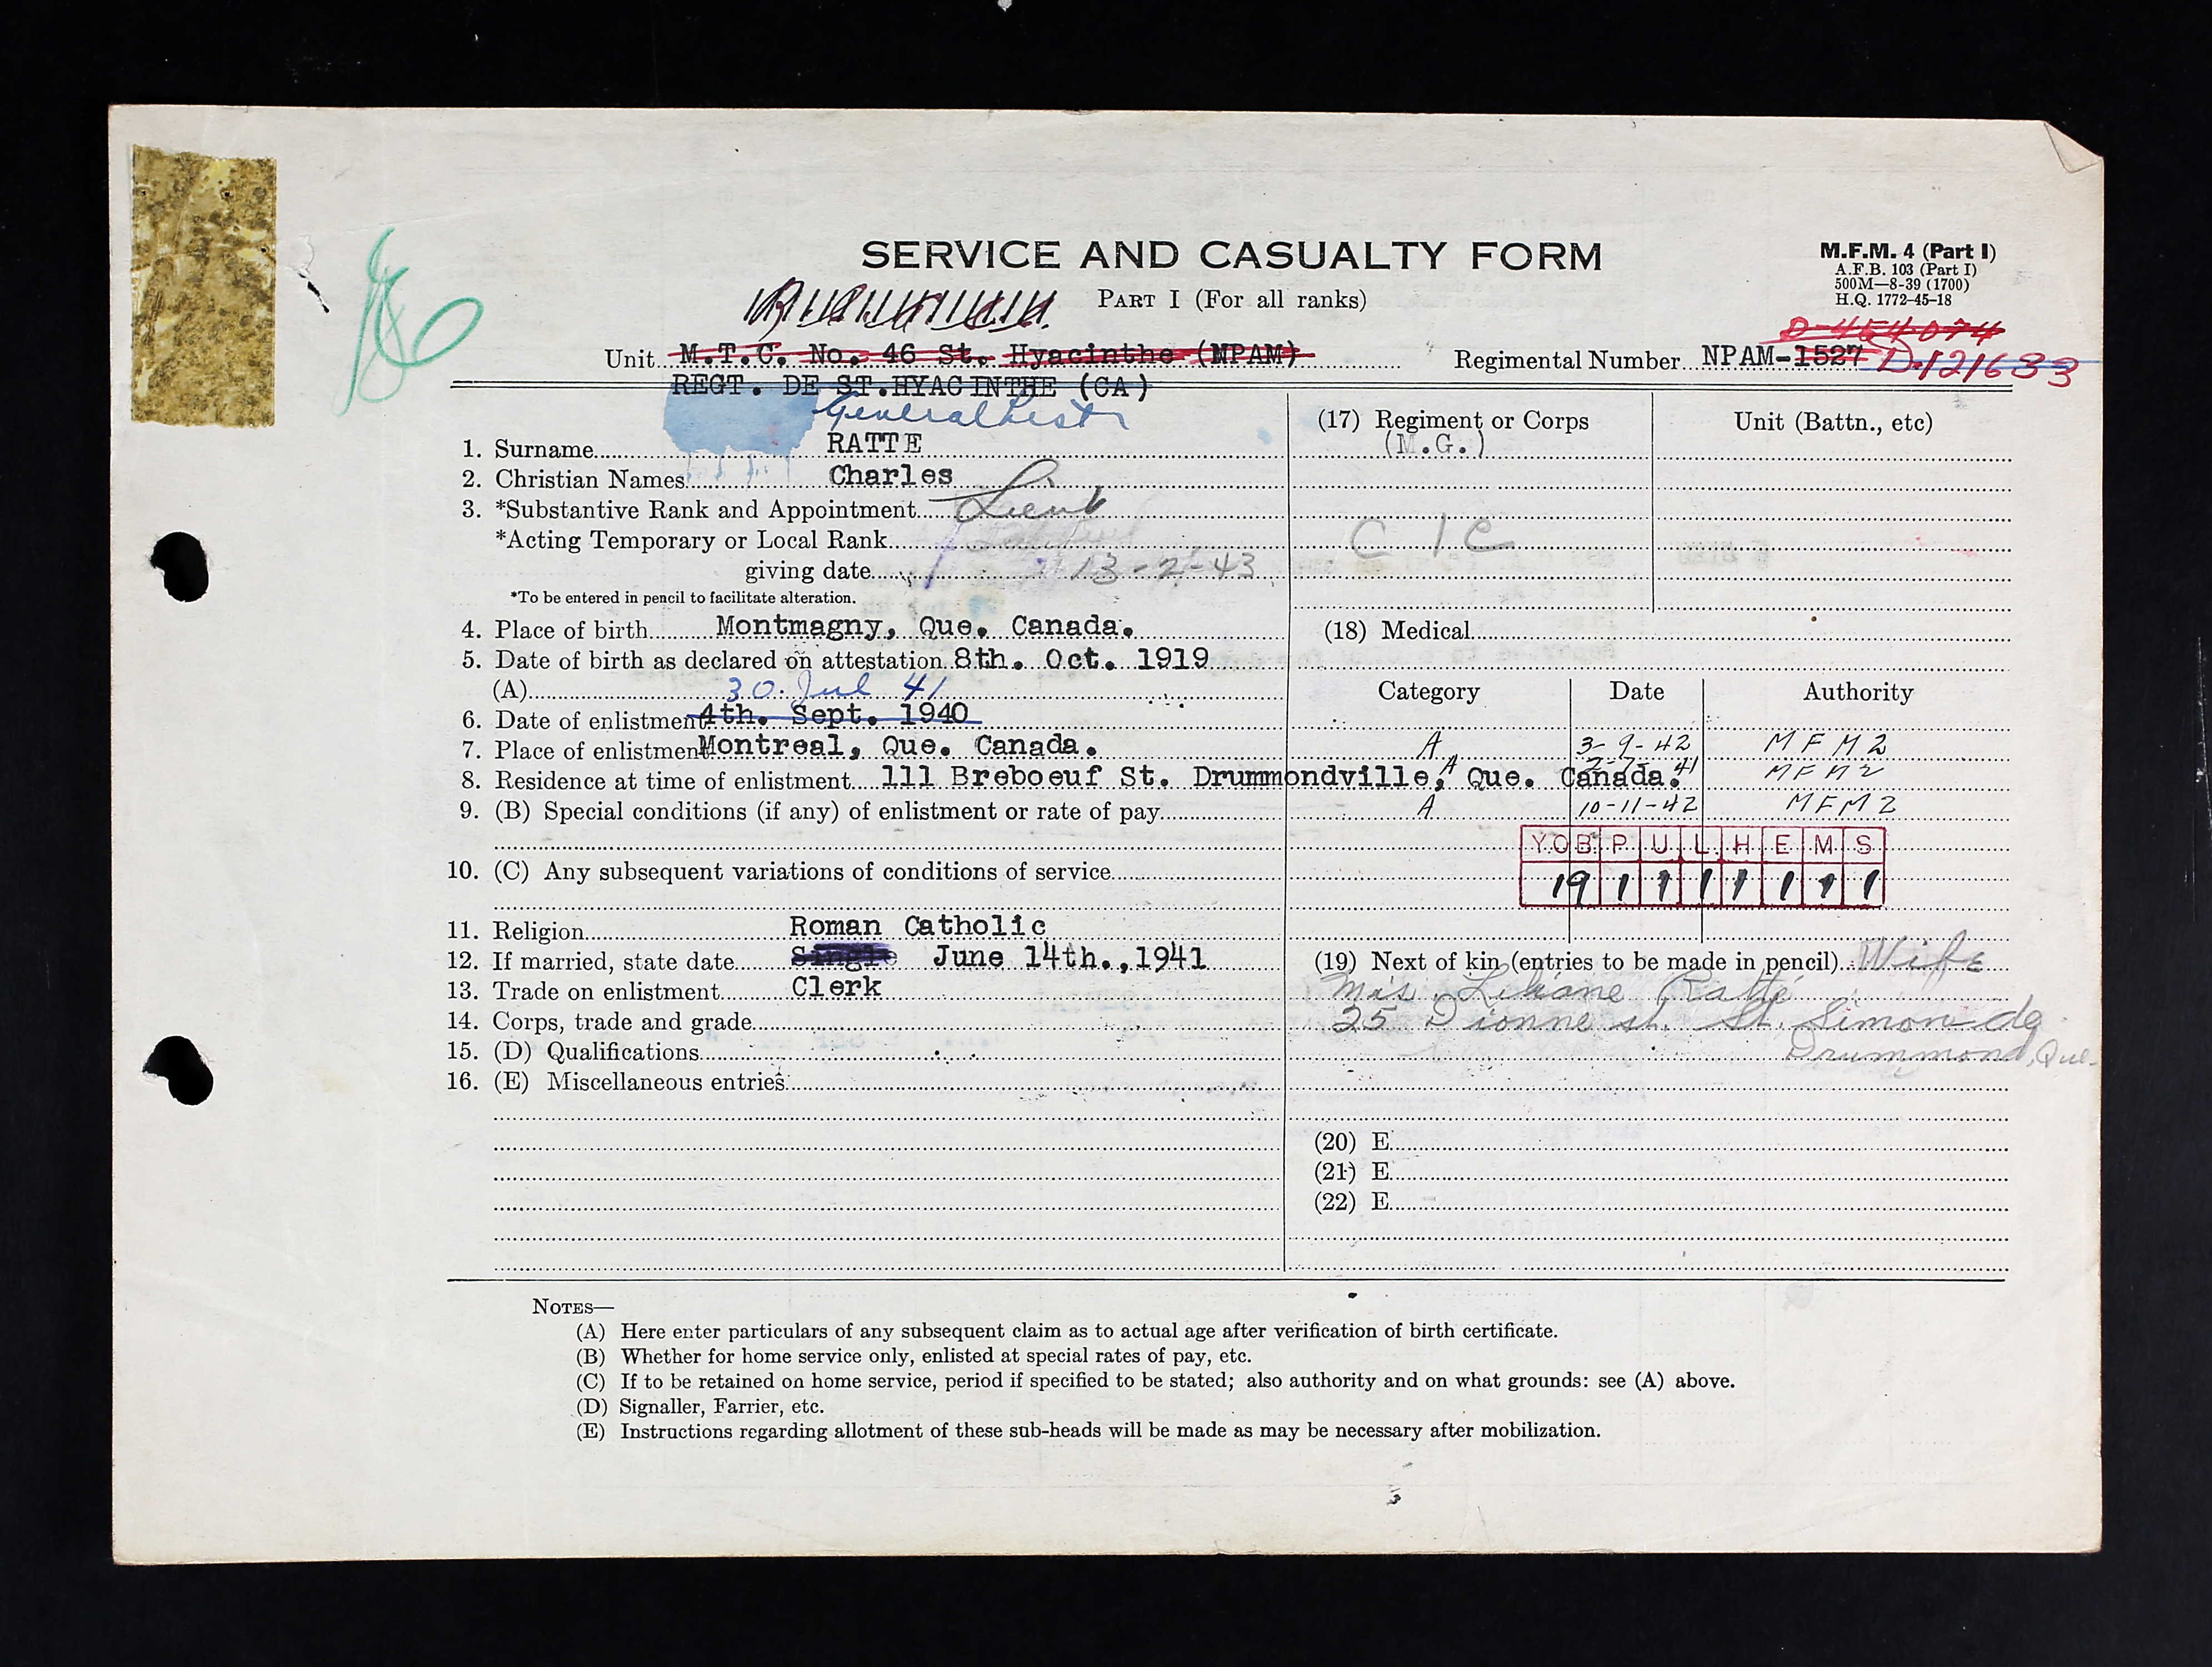 SERVICE AND CASUALTY FORM
M.F.M. 4 (Part I)
A.F.B. 103 (Part I)
500M—8-39 (1700)
H.Q. 1772-45-18
PART I (For all ranks)
D-454074
Unit M.T.C. No. 46 St. Hyacinthe (NPAM)
Regimental Number NPAM-1527 D.121683
REGT. DE ST.HYACINTHE (CA)
General List
(17) Regiment or Corps
Unit (Battn., etc)
(M.G.)
1. Surname RATTE
2. Christian Names Charles
3. *Substantive Rank and Appointment Lieut
*Acting Temporary or Local Rank
C I C
giving date 13-2-43
*To be entered in pencil to facilitate alteration.
4. Place of birth Montmagny, Que. Canada.
(18) Medical
5. Date of birth as declared on attestation 8th. Oct. 1919
(A) 30. Jul 41
Category Date Authority
6. Date of enlistment 4th. Sept. 1940
7. Place of enlistment Montreal, Que. Canada.
A 3-9-42 MFM2
8. Residence at time of enlistment 111 Breboeuf St. Drummondville, Que. Canada.
A 2-7-41 MFM2
9. (B) Special conditions (if any) of enlistment or rate of pay
A 10-11-42 MFM2
Y.O.B. P. U. L. H. E. M. S.
19 1 1 1 1 1 1 1
10. (C) Any subsequent variations of conditions of service
11. Religion Roman Catholic
12. If married, state date Single June 14th.,1941
13. Trade on enlistment Clerk
14. Corps, trade and grade
15. (D) Qualifications
16. (E) Miscellaneous entries
(19) Next of kin (entries to be made in pencil) Wife
Mrs. Liliane Ratté
25 Dionne st. St. Simon de
Drummond, Que.
(20) E
(21) E
(22) E
NOTES—
(A) Here enter particulars of any subsequent claim as to actual age after verification of birth certificate.
(B) Whether for home service only, enlisted at special rates of pay, etc.
(C) If to be retained on home service, period if specified to be stated; also authority and on what grounds: see (A) above.
(D) Signaller, Farrier, etc.
(E) Instructions regarding allotment of these sub-heads will be made as may be necessary after mobilization.